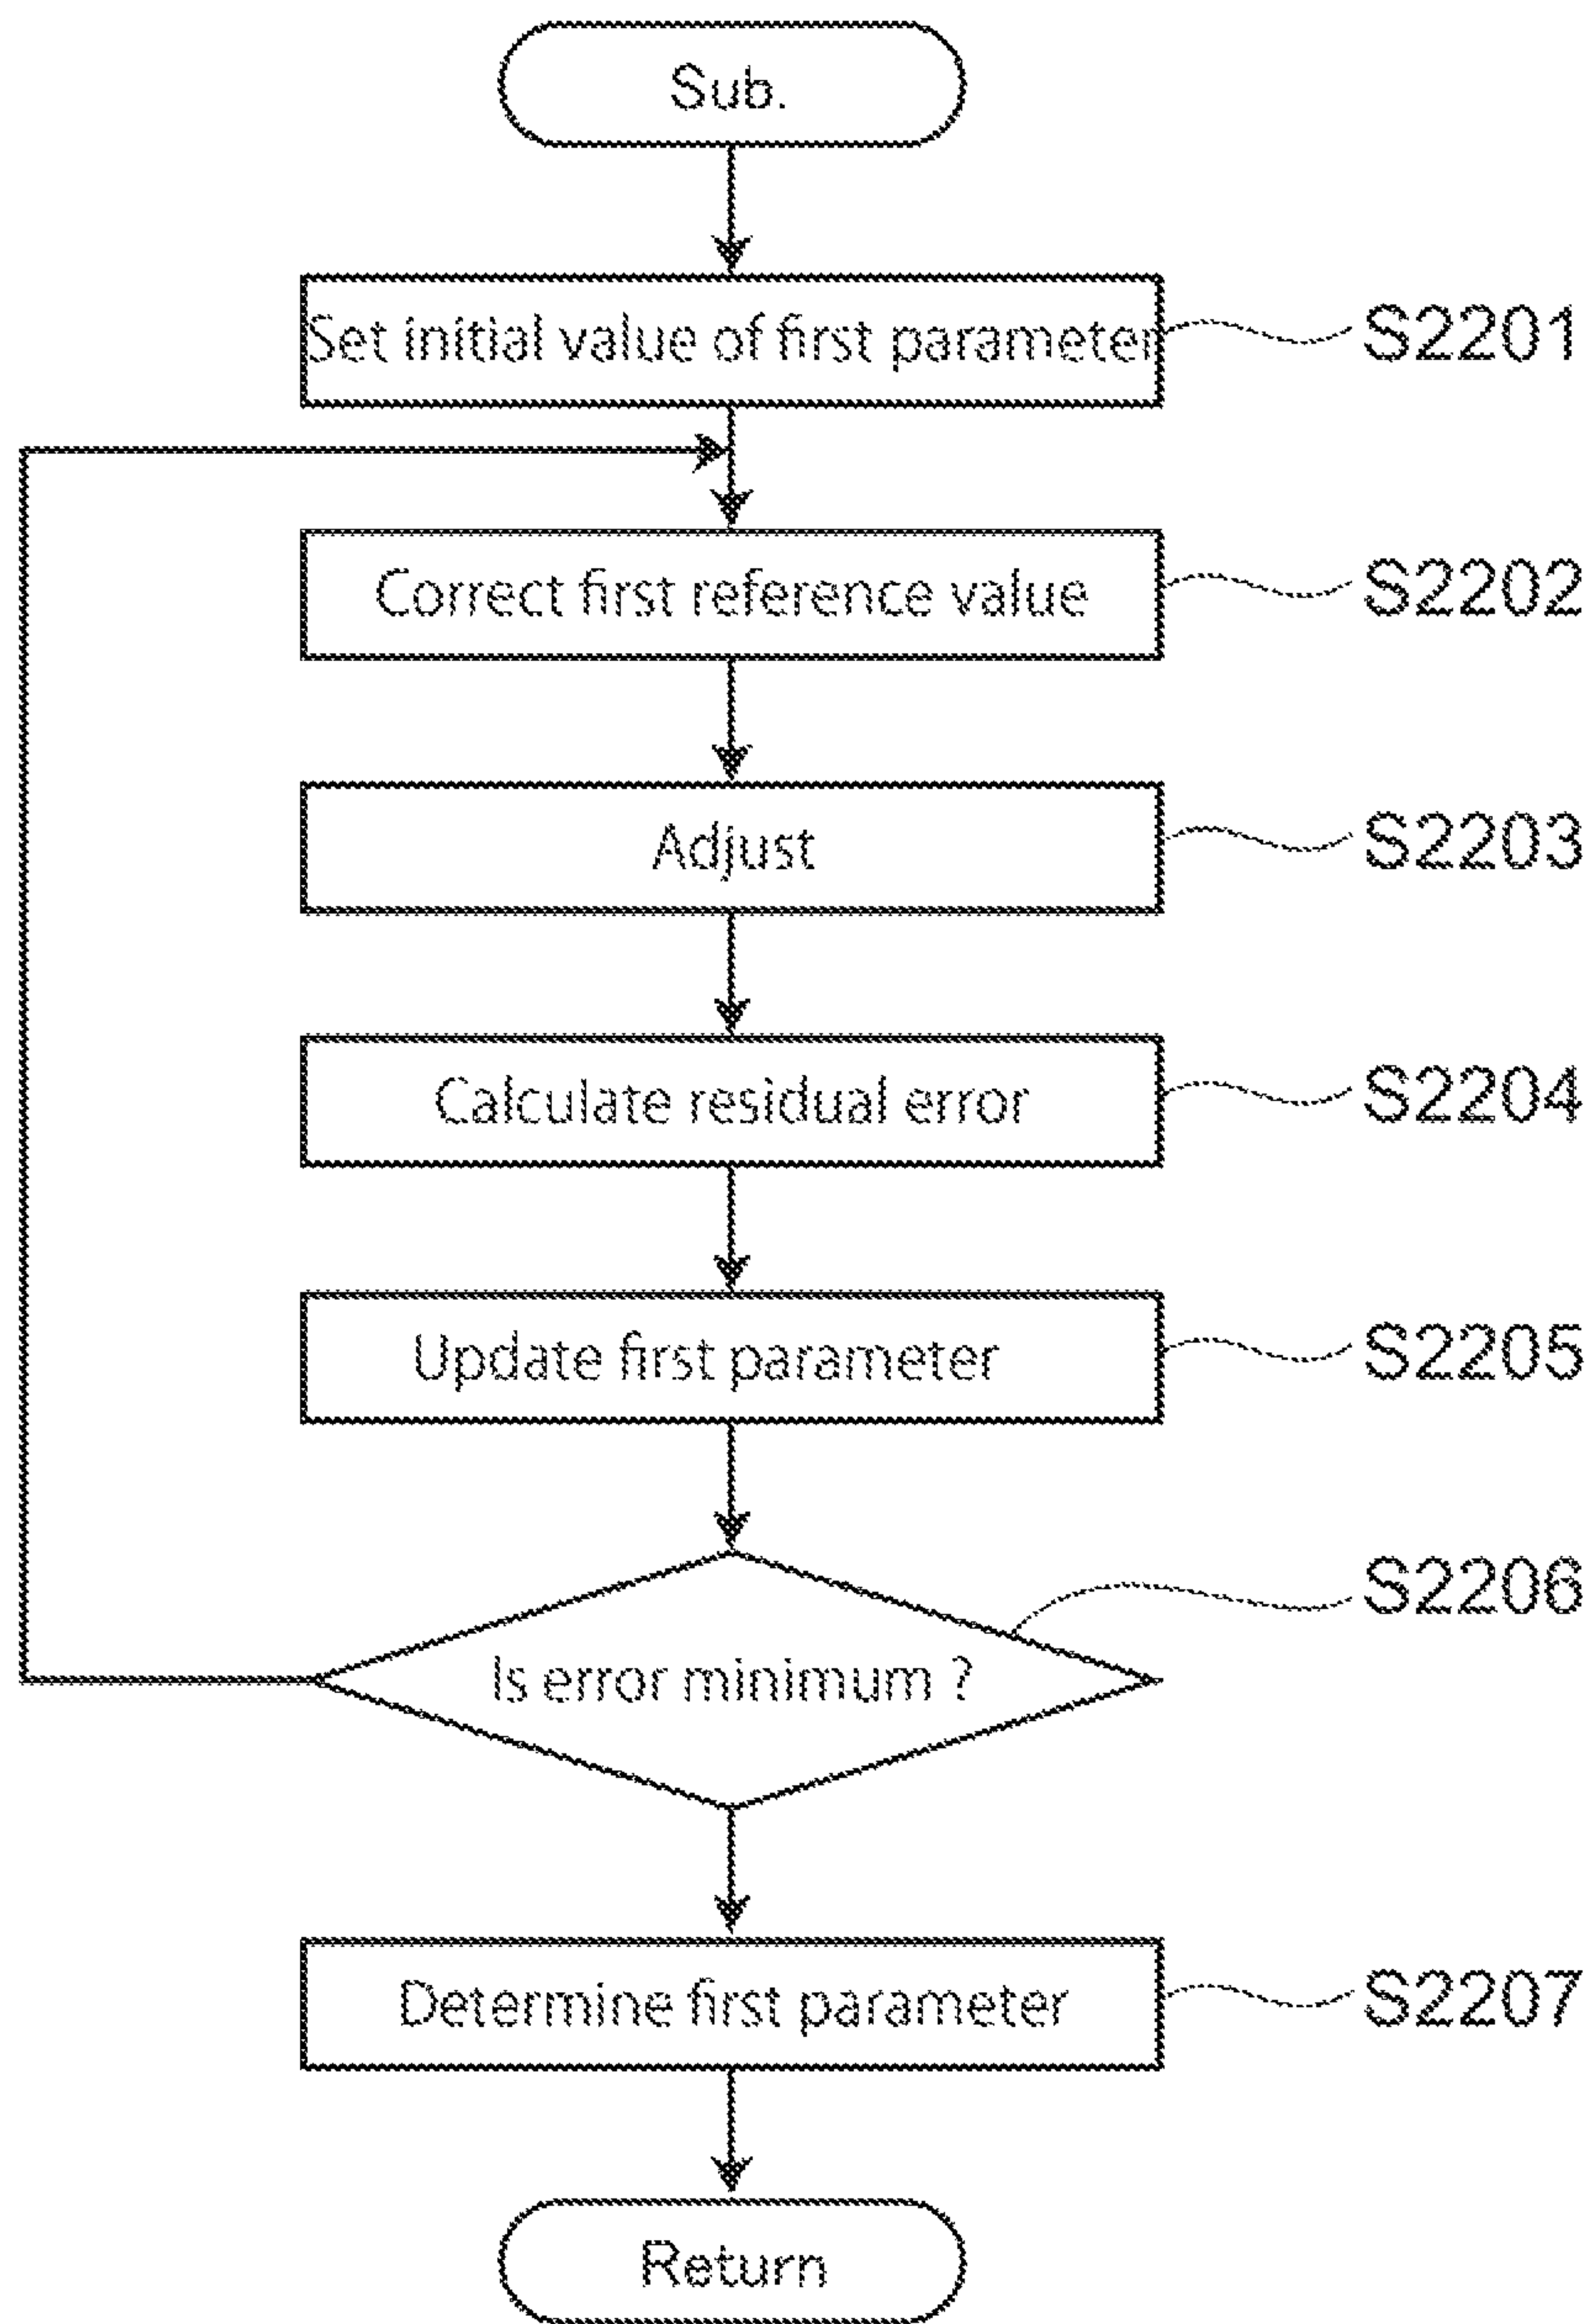 Sub.
Set initial value of first parameter
S2201
Correct first reference value
S2202
Adjust
S2203
Calculate residual error
S2204
Update first parameter
S2205
S2206
Is error minimum ?
Determine first parameter
S2207
Return